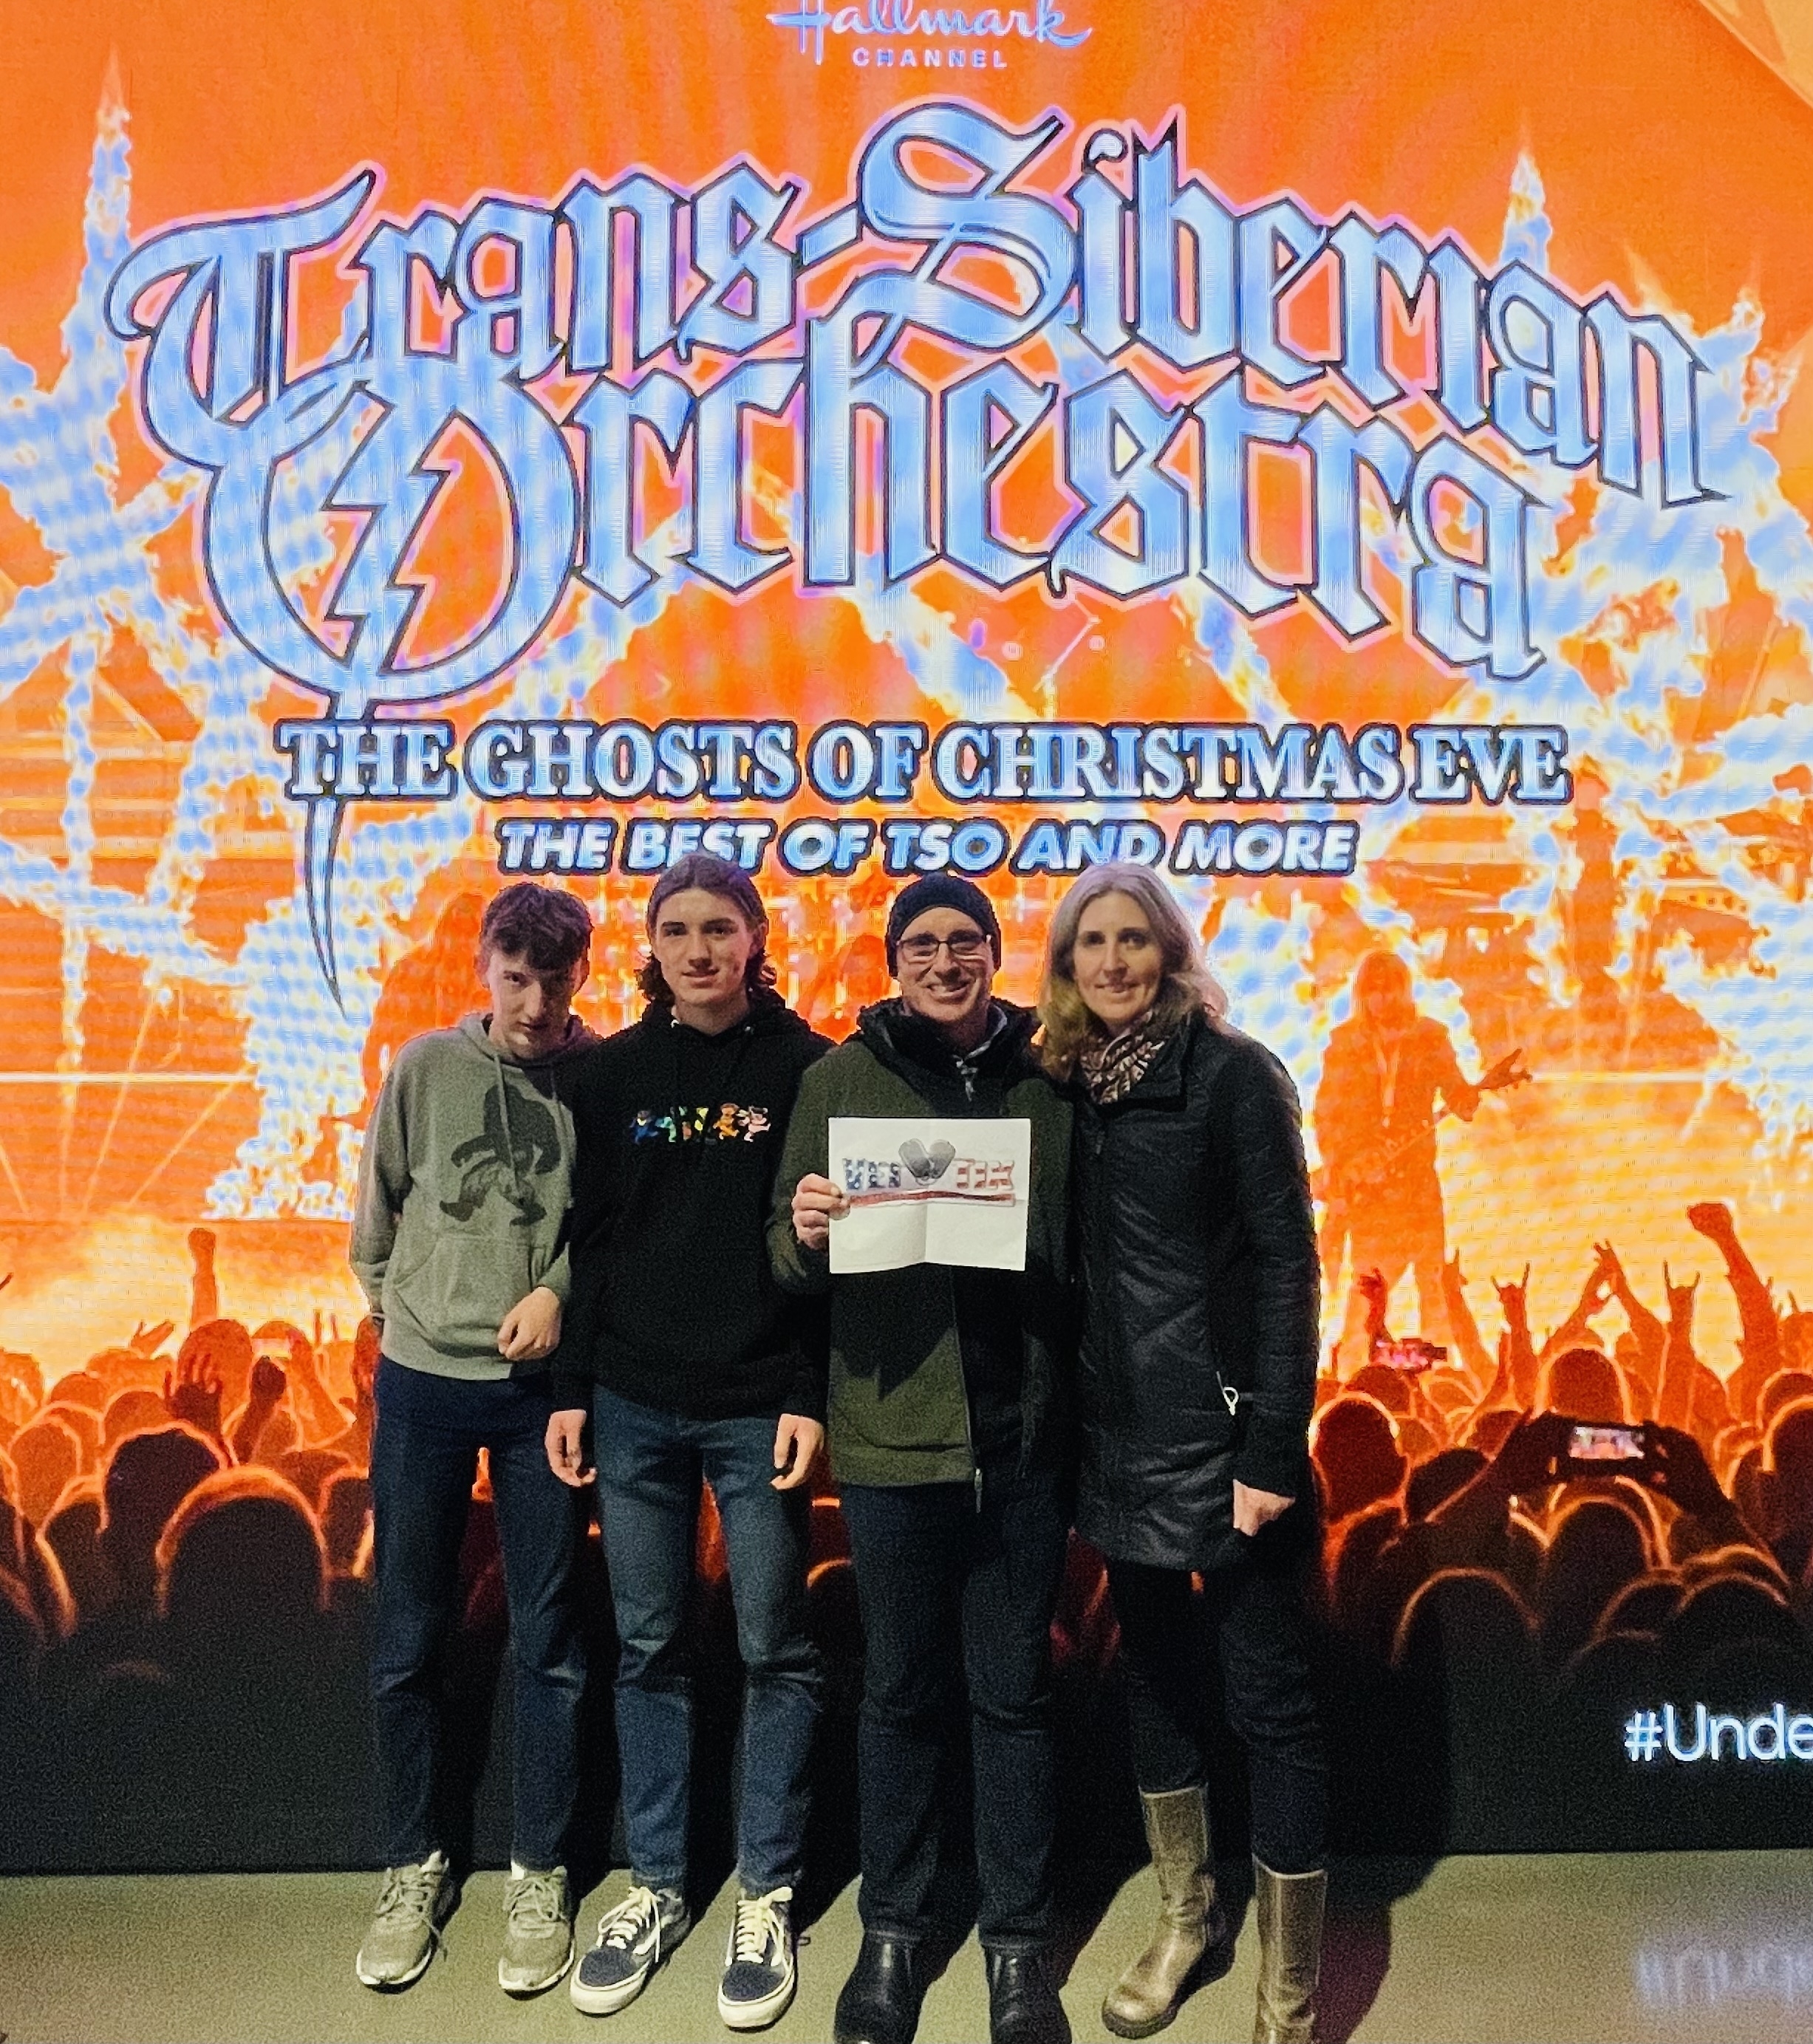 Hallmark
CHANNEL
Trans-Siberian
Orchestra
THE GHOSTS OF CHRISTMAS EVE
THE BEST OF TSO AND MORE
#Unde